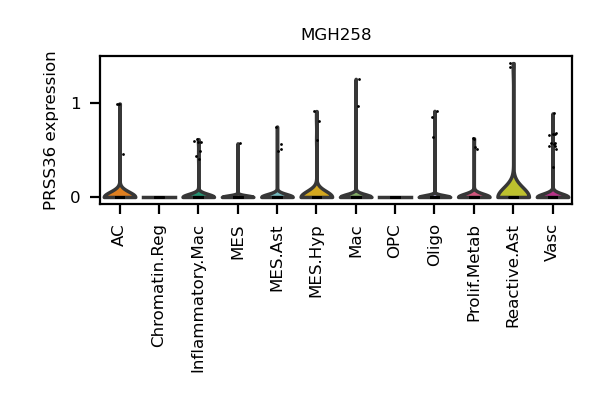 MGH258
PRSS36 expression
1
0
AC
Chromatin.Reg
Inflammatory.Mac
MES
MES.Ast
MES.Hyp
Mac
OPC
Oligo
Prolif.Metab
Reactive.Ast
Vasc